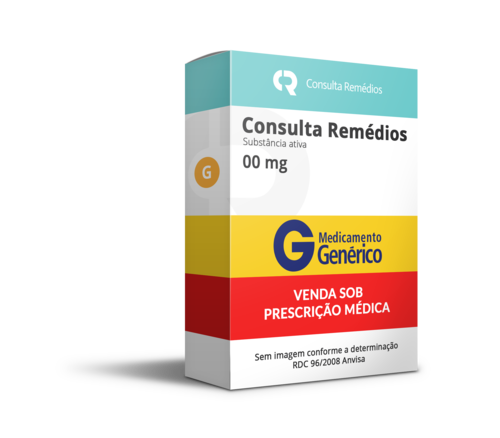 CR Consulta Remédios
Consulta Remédios
Substância ativa
00 mg
G
G Medicamento
Genérico
VENDA SOB
PRESCRIÇÃO MÉDICA
Sem imagem conforme a determinação
RDC 96/2008 Anvisa